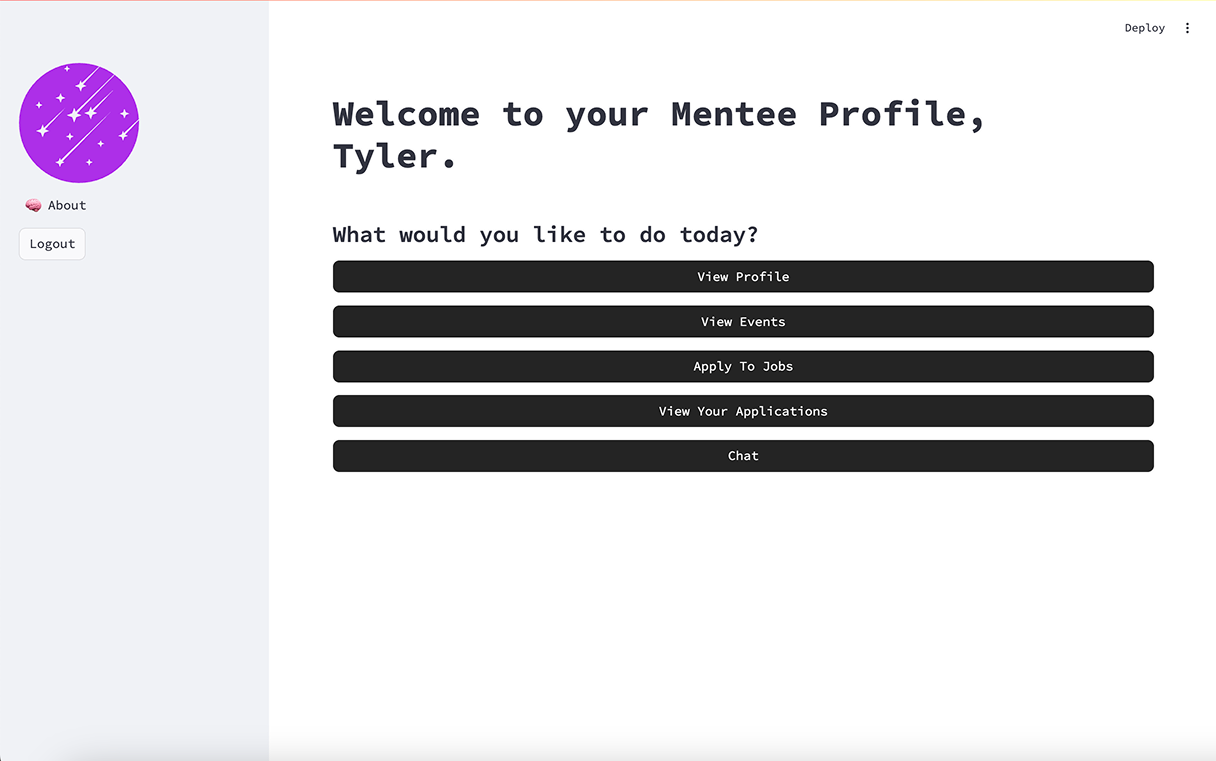 Deploy
🧠 About
Logout
Welcome to your Mentee Profile,
Tyler.
What would you like to do today?
View Profile
View Events
Apply To Jobs
View Your Applications
Chat